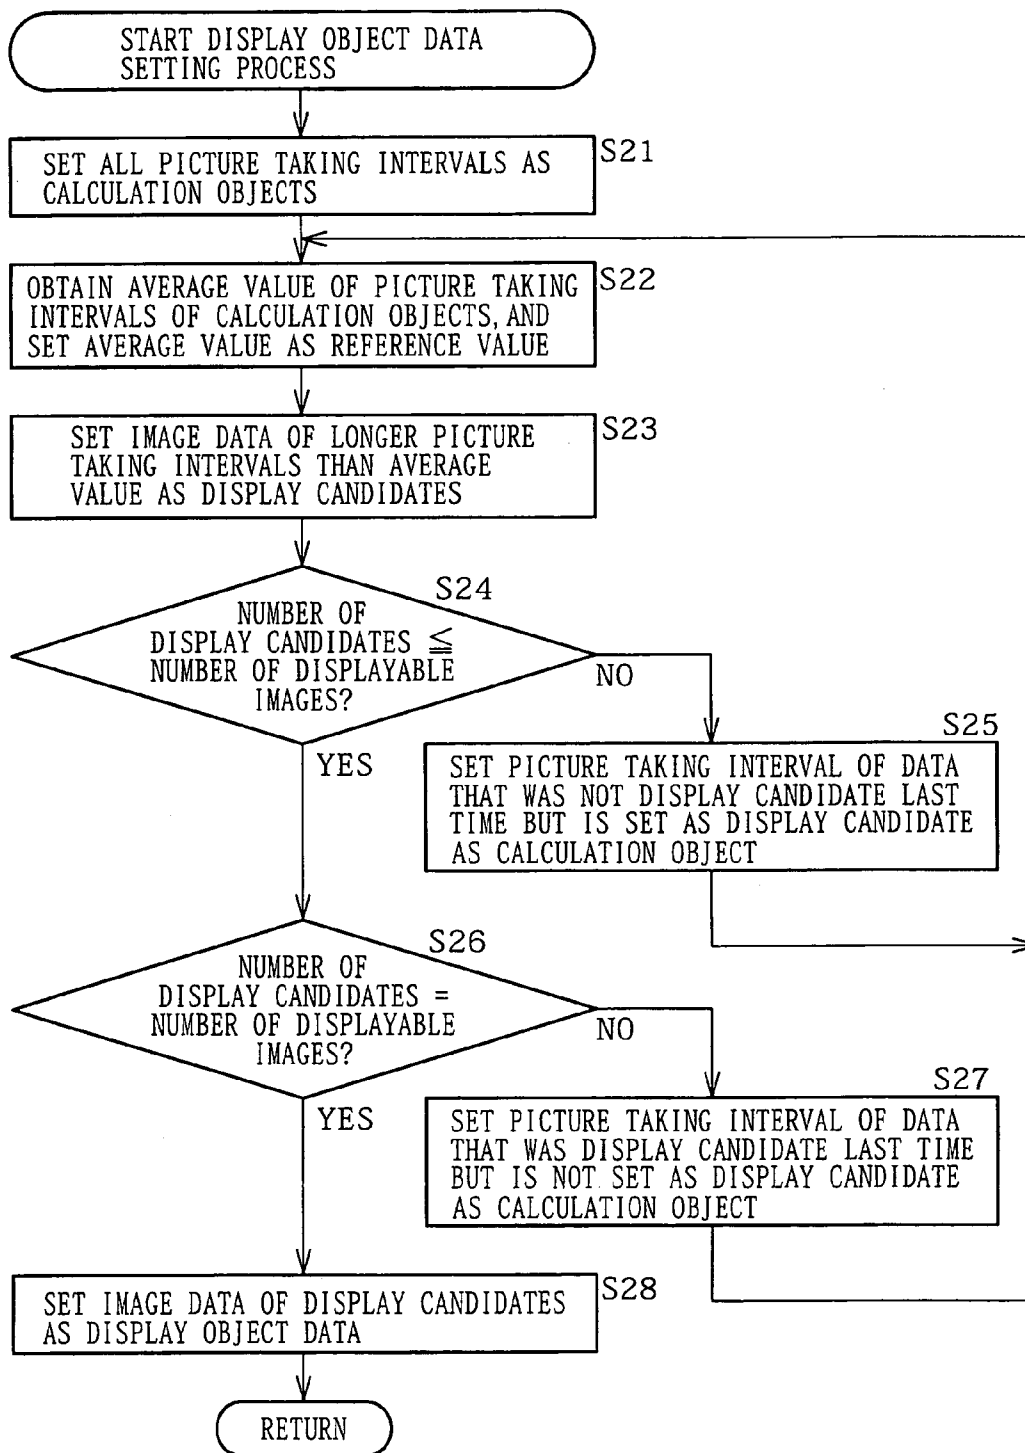 START DISPLAY OBJECT DATA
SETTING PROCESS
S21
SET ALL PICTURE TAKING INTERVALS AS
CALCULATION OBJECTS
S22
OBTAIN AVERAGE VALUE OF PICTURE TAKING
INTERVALS OF CALCULATION OBJECTS, AND
SET AVERAGE VALUE AS REFERENCE VALUE
S23
SET IMAGE DATA OF LONGER PICTURE
TAKING INTERVALS THAN AVERAGE
VALUE AS DISPLAY CANDIDATES
S24
NUMBER OF
DISPLAY CANDIDATES ≦
NUMBER OF DISPLAYABLE
IMAGES?
NO
YES
S25
SET PICTURE TAKING INTERVAL OF DATA
THAT WAS NOT DISPLAY CANDIDATE LAST
TIME BUT IS SET AS DISPLAY CANDIDATE
AS CALCULATION OBJECT
S26
NUMBER OF
DISPLAY CANDIDATES =
NUMBER OF DISPLAYABLE
IMAGES?
NO
YES
S27
SET PICTURE TAKING INTERVAL OF DATA
THAT WAS DISPLAY CANDIDATE LAST TIME
BUT IS NOT SET AS DISPLAY CANDIDATE
AS CALCULATION OBJECT
S28
SET IMAGE DATA OF DISPLAY CANDIDATES
AS DISPLAY OBJECT DATA
RETURN